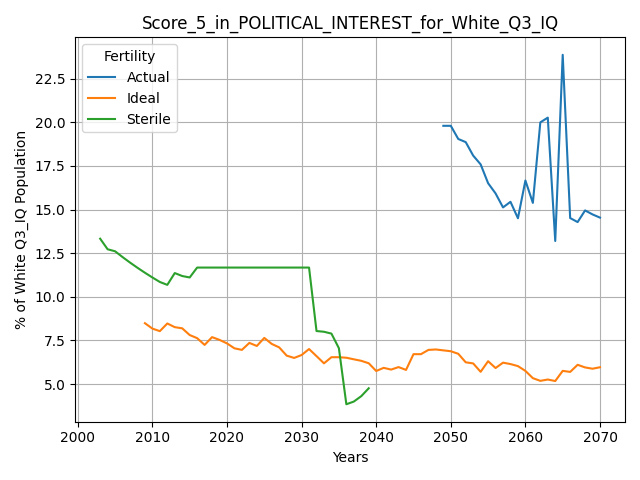 Score_5_in_POLITICAL_INTEREST_for_White_Q3_IQ
Fertility
Actual
Ideal
Sterile
% of White Q3_IQ Population
22.5
20.0
17.5
15.0
12.5
10.0
7.5
5.0
2000 2010 2020 2030 2040 2050 2060 2070
Years